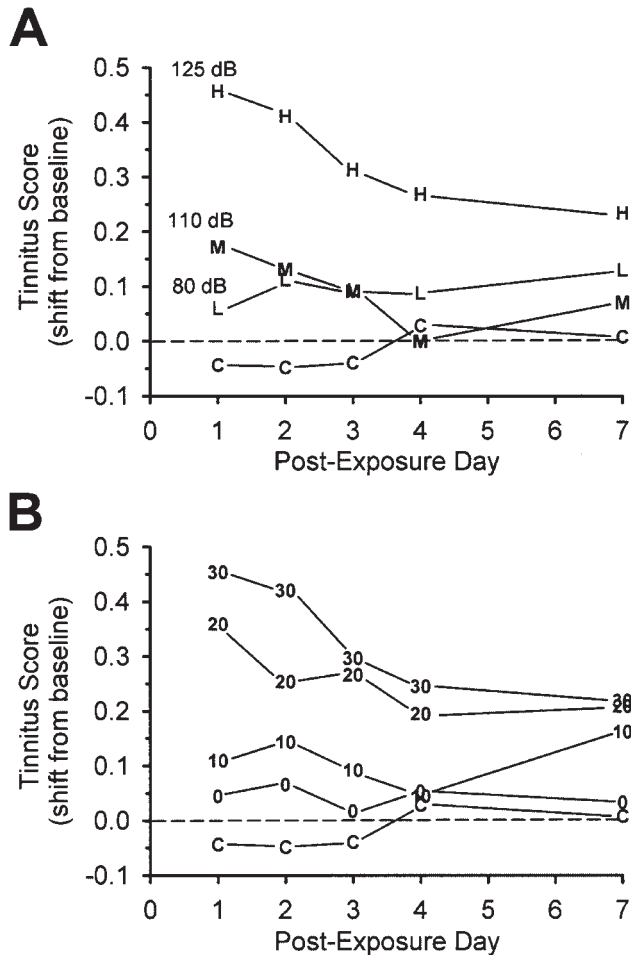 A
0.5
0.4
0.3
0.2
0.1
0.0
-0.1
Tinnitus Score
(shift from baseline)
125 dB
110 dB
80 dB
H H H H H
M M M M M
L L L L L
C C C C C
0 1 2 3 4 5 6 7
Post-Exposure Day
B
0.5
0.4
0.3
0.2
0.1
0.0
-0.1
Tinnitus Score
(shift from baseline)
30 30 30 30 30
20 20 20 20 20
10 10 10 10 10
0 0 0 0 0
C C C C C
0 1 2 3 4 5 6 7
Post-Exposure Day